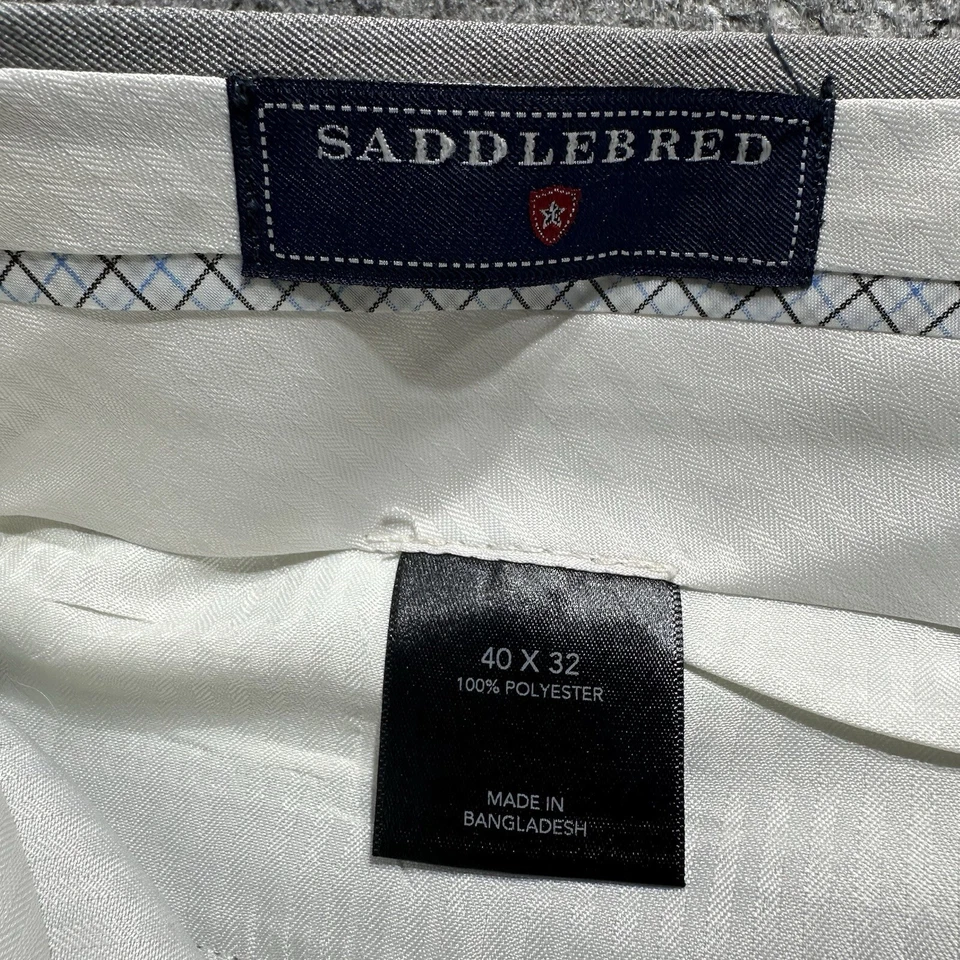 SADDLEBRED
40 X 32
100% POLYESTER
MADE IN
BANGLADESH